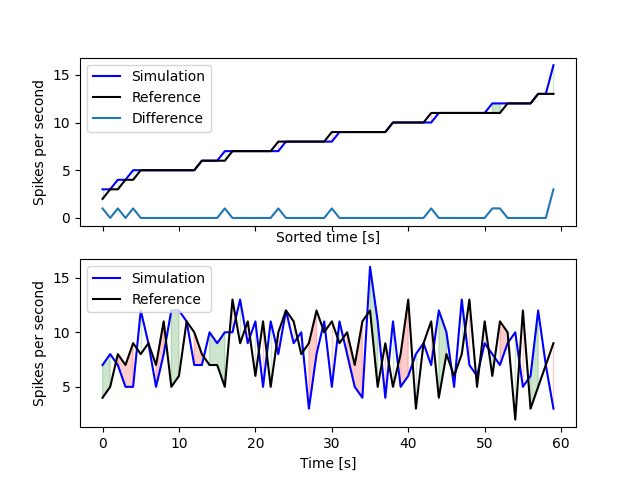 Spikes per second
15
10
5
0
Simulation
Reference
Difference
Sorted time [s]
Spikes per second
15
10
5
Simulation
Reference
0 10 20 30 40 50 60
Time [s]